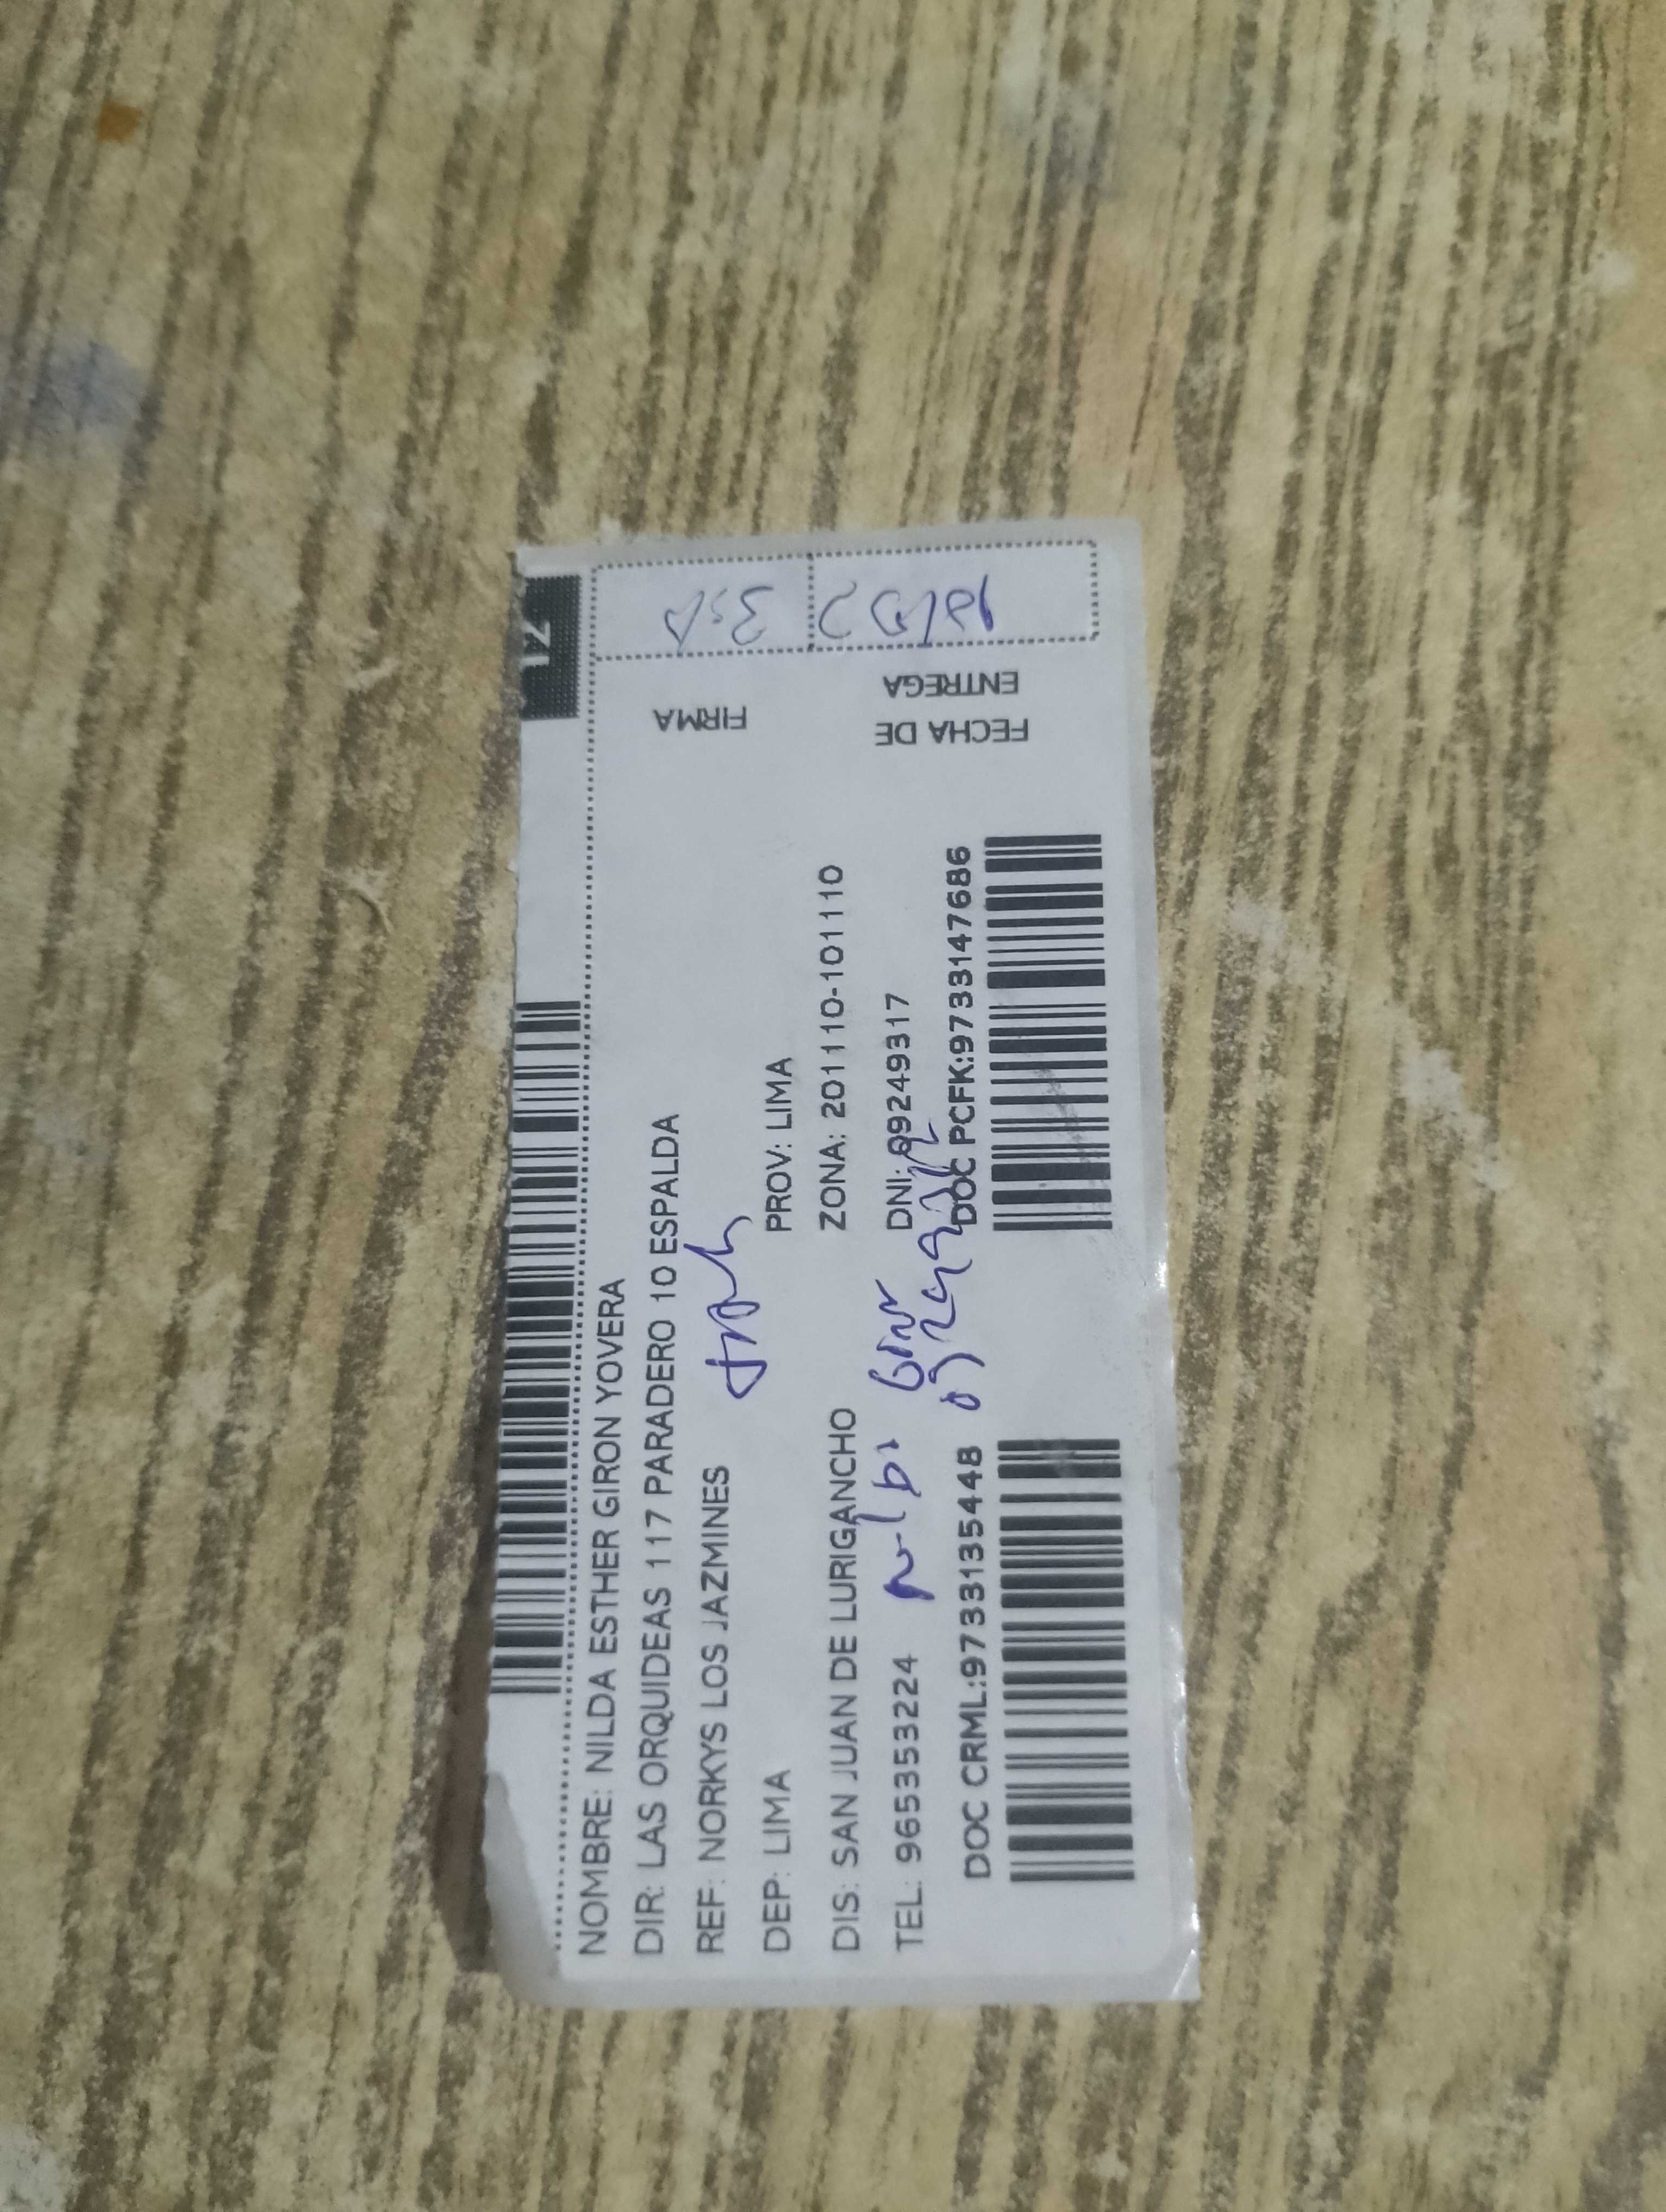 NOMBRE: NILDA ESTHER GIRON YOVERA
DIR: LAS ORQUIDEAS 117 PARADERO 10 ESPALDA
REF: NORKYS LOS JAZMINES
DEP: LIMA PROV: LIMA
DIS: SAN JUAN DE LURIGANCHO ZONA: 201110-101110
TEL: 965353224 DNI: 09249317
DOC CRML:9733135448 DOC PCFK:9733147686
FIRMA
FECHA DE
ENTREGA